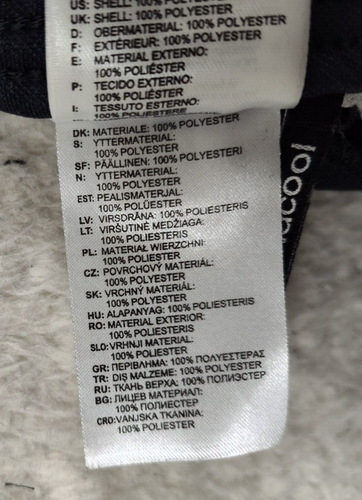 US: SHELL: 100% POLYESTER
UK: SHELL: 100% POLYESTER
D: OBERMATERIAL: 100% POLYESTER
F: EXTÉRIEUR: 100% POLYESTER
E: MATERIAL EXTERNO:
100% POLIÉSTER
P: TECIDO EXTERNO:
100% POLIÉSTER
I: TESSUTO ESTERNO:
100% POLIESTERE
DK: MATERIALE: 100% POLYESTER
S: YTTERMATERIAL:
100% POLYESTER
SF: PÄÄLLINEN: 100% POLYESTERI
N: YTTERMATERIAL:
100% POLYESTER
EST: PEALISMATERJAL:
100% POLÜESTER
LV: VIRSDRĀNA: 100% POLIESTERIS
LT: VIRŠUTINĖ MEDŽIAGA:
100% POLIESTERIS
PL: MATERIAŁ WIERZCHNI:
100% POLIESTER
CZ: POVRCHOVÝ MATERIÁL:
100% POLYESTER
SK: VRCHNÝ MATERIÁL:
100% POLYESTER
HU: ALAPANYAG: 100% POLIESTERIS
RO: MATERIAL EXTERIOR:
100% POLIESTERIS
SLO: VRHNJI MATERIAL:
100% POLIESTER
GR: ΠΕΡΙΒΛΗΜΑ: 100% ΠΟΛΥΕΣΤΕΡΑΣ
TR: DIŞ MALZEME: 100% POLYESTER
RU: ТКАНЬ ВЕРХА: 100% ПОЛИЭСТЕР
BG: ЛИЦЕВ МАТЕРИАЛ:
100% ПОЛИЕСТЕР
CRO: VANJSKA TKANINA:
100% POLIESTER